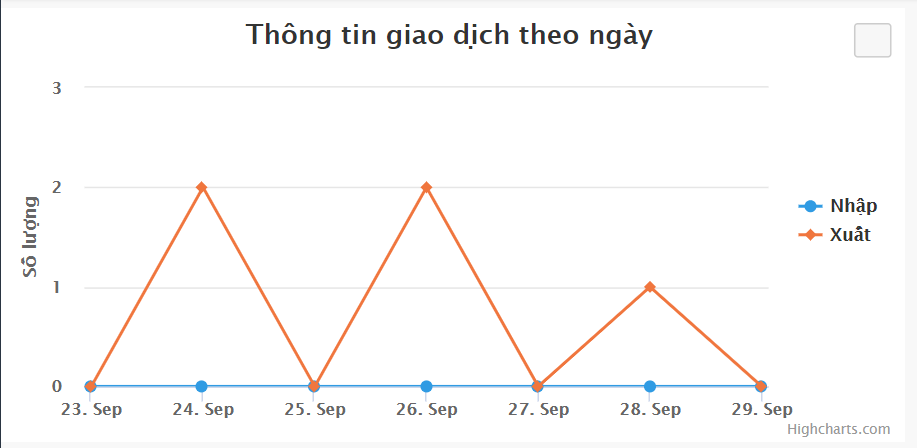 Thông tin giao dịch theo ngày
3
2
1
0
Số lượng
23. Sep
24. Sep
25. Sep
26. Sep
27. Sep
28. Sep
29. Sep
Nhập
Xuất
Highcharts.com